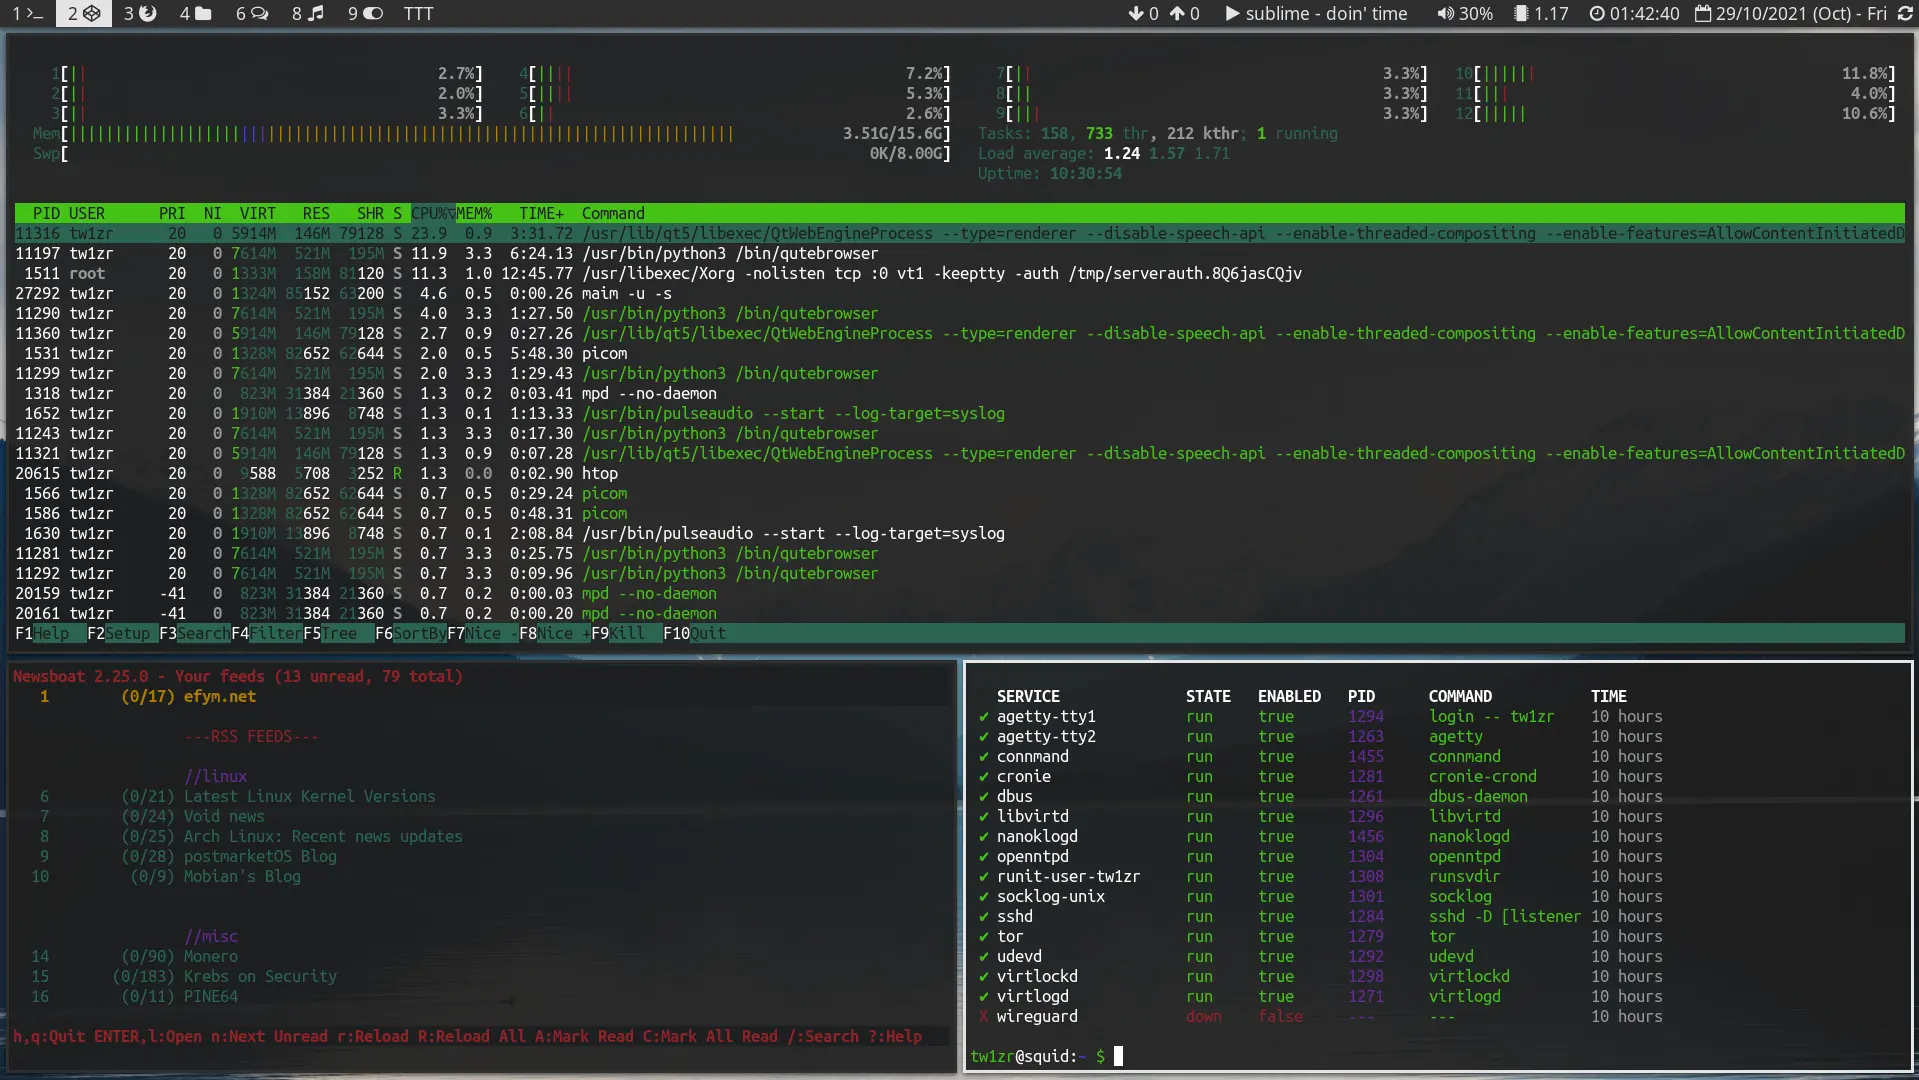 1 2 3 4 6 8 9 TTT 0 0 sublime - doin' time 30% 1.17 01:42:40 29/10/2021 (Oct) - Fri
1[|| 2.7%] 4[|||| 7.2%] 7[|| 3.3%] 10[|||||| 11.8%]
2[|| 2.0%] 5[|||| 5.3%] 8[|| 3.3%] 11[||| 4.0%]
3[|| 3.3%] 6[|| 2.6%] 9[||| 3.3%] 12[||||| 10.6%]
Mem[ 3.51G/15.6G] Tasks: 158, 733 thr, 212 kthr; 1 running
Swp[ 0K/8.00G] Load average: 1.24 1.57 1.71
Uptime: 10:30:54
PID USER PRI NI VIRT RES SHR S CPU%▽MEM% TIME+ Command
11316 tw1zr 20 0 5914M 146M 79128 S 23.9 0.9 3:31.72 /usr/lib/qt5/libexec/QtWebEngineProcess --type=renderer --disable-speech-api --enable-threaded-compositing --enable-features=AllowContentInitiatedD
11197 tw1zr 20 0 7614M 521M 195M S 11.9 3.3 6:24.13 /usr/bin/python3 /bin/qutebrowser
1511 root 20 0 1333M 158M 81120 S 11.3 1.0 12:45.77 /usr/libexec/Xorg -nolisten tcp :0 vt1 -keeptty -auth /tmp/serverauth.8Q6jasCQjv
27292 tw1zr 20 0 1324M 85152 63200 S 4.6 0.5 0:00.26 maim -u -s
11290 tw1zr 20 0 7614M 521M 195M S 4.0 3.3 1:27.50 /usr/bin/python3 /bin/qutebrowser
11360 tw1zr 20 0 5914M 146M 79128 S 2.7 0.9 0:27.26 /usr/lib/qt5/libexec/QtWebEngineProcess --type=renderer --disable-speech-api --enable-threaded-compositing --enable-features=AllowContentInitiatedD
1531 tw1zr 20 0 1328M 82652 62644 S 2.0 0.5 5:48.30 picom
11299 tw1zr 20 0 7614M 521M 195M S 2.0 3.3 1:29.43 /usr/bin/python3 /bin/qutebrowser
1318 tw1zr 20 0 823M 31384 21360 S 1.3 0.2 0:03.41 mpd --no-daemon
1652 tw1zr 20 0 1910M 13896 8748 S 1.3 0.1 1:13.33 /usr/bin/pulseaudio --start --log-target=syslog
11243 tw1zr 20 0 7614M 521M 195M S 1.3 3.3 0:17.30 /usr/bin/python3 /bin/qutebrowser
11321 tw1zr 20 0 5914M 146M 79128 S 1.3 0.9 0:07.28 /usr/lib/qt5/libexec/QtWebEngineProcess --type=renderer --disable-speech-api --enable-threaded-compositing --enable-features=AllowContentInitiatedD
20615 tw1zr 20 0 9588 5708 3252 R 1.3 0.0 0:02.90 htop
1566 tw1zr 20 0 1328M 82652 62644 S 0.7 0.5 0:29.24 picom
1586 tw1zr 20 0 1328M 82652 62644 S 0.7 0.5 0:48.31 picom
1630 tw1zr 20 0 1910M 13896 8748 S 0.7 0.1 2:08.84 /usr/bin/pulseaudio --start --log-target=syslog
11281 tw1zr 20 0 7614M 521M 195M S 0.7 3.3 0:25.75 /usr/bin/python3 /bin/qutebrowser
11292 tw1zr 20 0 7614M 521M 195M S 0.7 3.3 0:09.96 /usr/bin/python3 /bin/qutebrowser
20159 tw1zr -41 0 823M 31384 21360 S 0.7 0.2 0:00.03 mpd --no-daemon
20161 tw1zr -41 0 823M 31384 21360 S 0.7 0.2 0:00.20 mpd --no-daemon
F1Help F2Setup F3SearchF4FilterF5Tree F6SortByF7Nice -F8Nice +F9Kill F10Quit
Newsboat 2.25.0 - Your feeds (13 unread, 79 total)
1 (0/17) efym.net
---RSS FEEDS---
//linux
6 (0/21) Latest Linux Kernel Versions
7 (0/24) Void news
8 (0/25) Arch Linux: Recent news updates
9 (0/28) postmarketOS Blog
10 (0/9) Mobian's Blog
//misc
14 (0/90) Monero
15 (0/183) Krebs on Security
16 (0/11) PINE64
h,q:Quit ENTER,l:Open n:Next Unread r:Reload R:Reload All A:Mark Read C:Mark All Read /:Search ?:Help
SERVICE STATE ENABLED PID COMMAND TIME
✔ agetty-tty1 run true 1294 login -- tw1zr 10 hours
✔ agetty-tty2 run true 1263 agetty 10 hours
✔ connmand run true 1455 connmand 10 hours
✔ cronie run true 1281 cronie-crond 10 hours
✔ dbus run true 1261 dbus-daemon 10 hours
✔ libvirtd run true 1296 libvirtd 10 hours
✔ nanoklogd run true 1456 nanoklogd 10 hours
✔ openntpd run true 1304 openntpd 10 hours
✔ runit-user-tw1zr run true 1308 runsvdir 10 hours
✔ socklog-unix run true 1301 socklog 10 hours
✔ sshd run true 1284 sshd -D [listener 10 hours
✔ tor run true 1279 tor 10 hours
✔ udevd run true 1292 udevd 10 hours
✔ virtlockd run true 1298 virtlockd 10 hours
✔ virtlogd run true 1271 virtlogd 10 hours
X wireguard down false --- --- 10 hours
tw1zr@squid:~ $